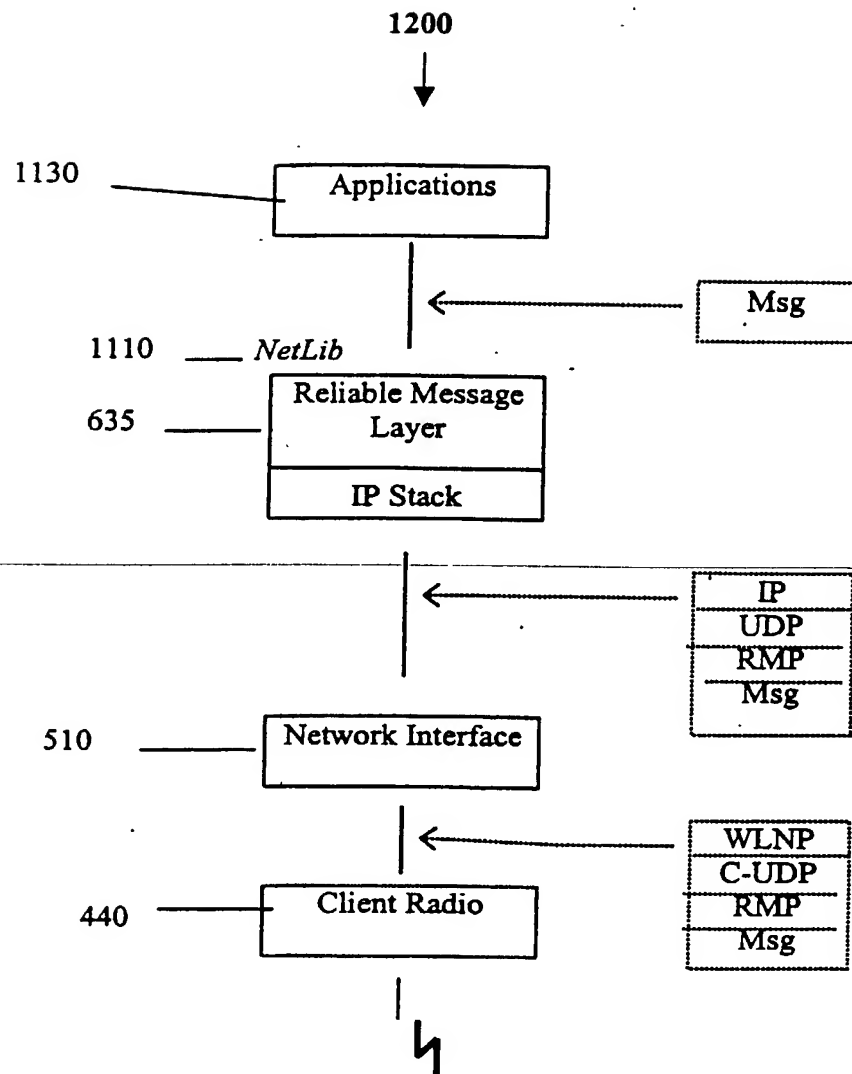 1200
1130
Applications
Msg
1110
NetLib
635
Reliable Message
Layer
IP Stack
IP
UDP
RMP
Msg
510
Network Interface
WLNP
C-UDP
RMP
Msg
440
Client Radio